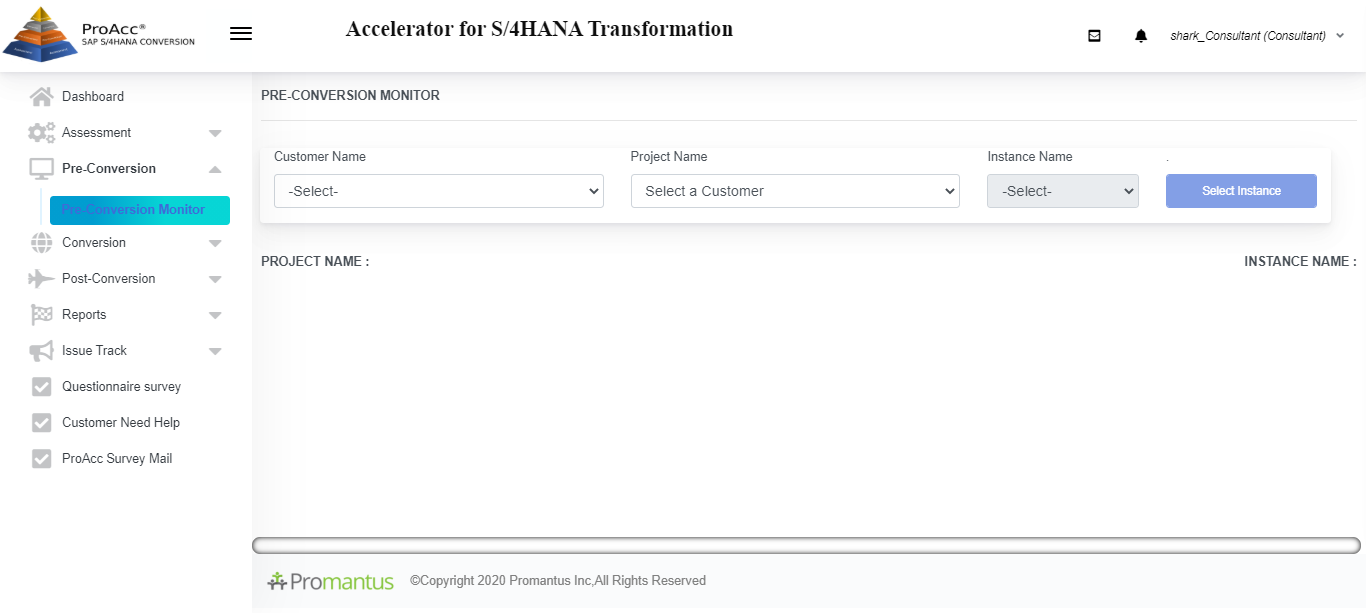 ProAcc®
SAP S/4HANA CONVERSION
Accelerator for S/4HANA Transformation
shark_Consultant (Consultant)
Dashboard
Assessment
Pre-Conversion
Pre-Conversion Monitor
Conversion
Post-Conversion
Reports
Issue Track
Questionnaire survey
Customer Need Help
ProAcc Survey Mail
PRE-CONVERSION MONITOR
Customer Name Project Name Instance Name .
-Select- Select a Customer -Select- Select Instance
PROJECT NAME : INSTANCE NAME :
Promantus ©Copyright 2020 Promantus Inc,All Rights Reserved